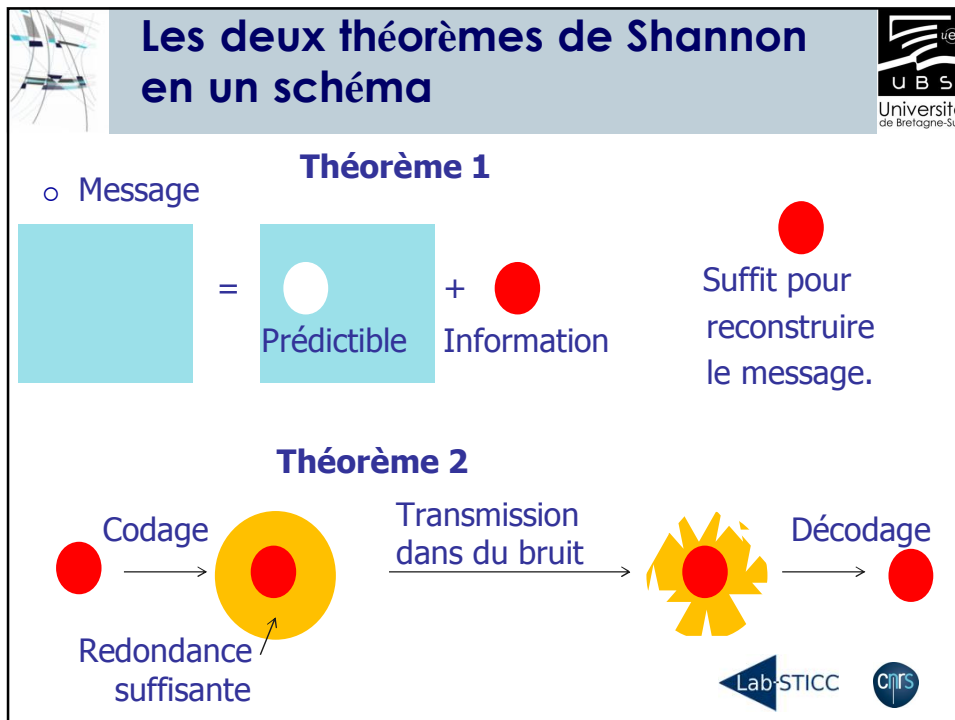 Les deux théorèmes de Shannon
en un schéma
UBS
Université
de Bretagne-Su
Théorème 1
o Message
=
+
Prédictible
Information
Suffit pour
reconstruire
le message.
Théorème 2
Codage
Transmission
dans du bruit
Décodage
Redondance
suffisante
Lab-STICC
cnrs